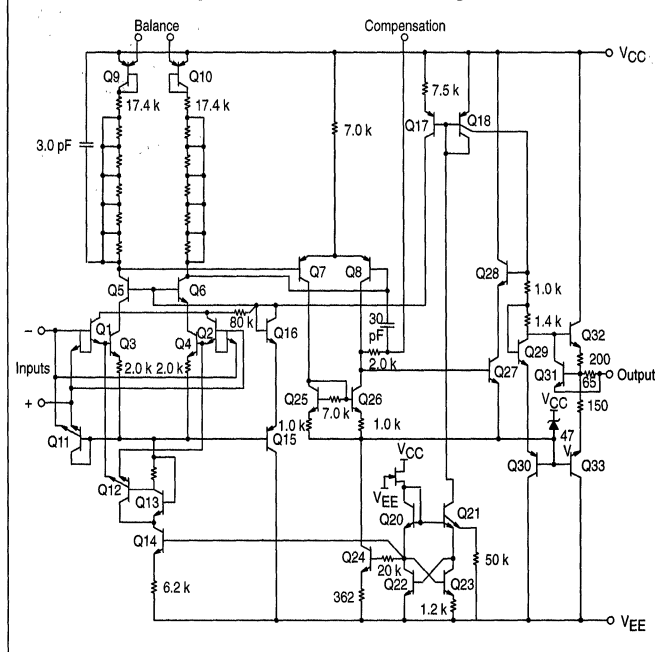 Balance
Compensation
VCC
Q9
Q10
17.4 k
17.4 k
7.5 k
Q17
Q18
3.0 pF
7.0 k
Q7
Q8
Q28
1.0 k
Q5
Q6
30 pF
1.4 k
Q32
Q1
Q3
Q4
Q2
80 k
Q16
Q29
200
Inputs
−
+
2.0 k
2.0 k
2.0 k
Q31
65
Output
Q27
Q25
7.0 k
Q26
VCC
150
Q11
Q15
1.0 k
1.0 k
47 V
Q30
Q33
Q12
Q13
VCC
VEE
Q20
Q21
Q14
Q24
20 k
Q22
Q23
50 k
6.2 k
362
1.2 k
VEE